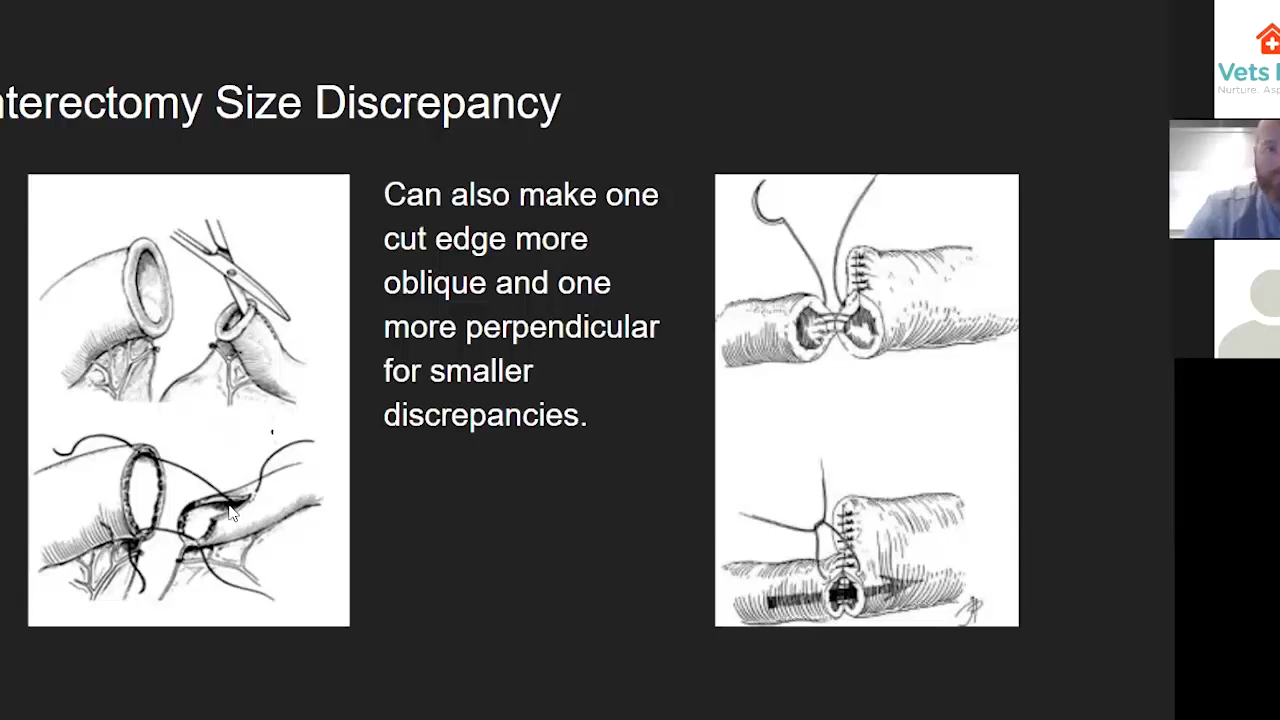 nterectomy Size Discrepancy
Can also make one
cut edge more
oblique and one
more perpendicular
for smaller
discrepancies.
Vets
Nurture. Asp